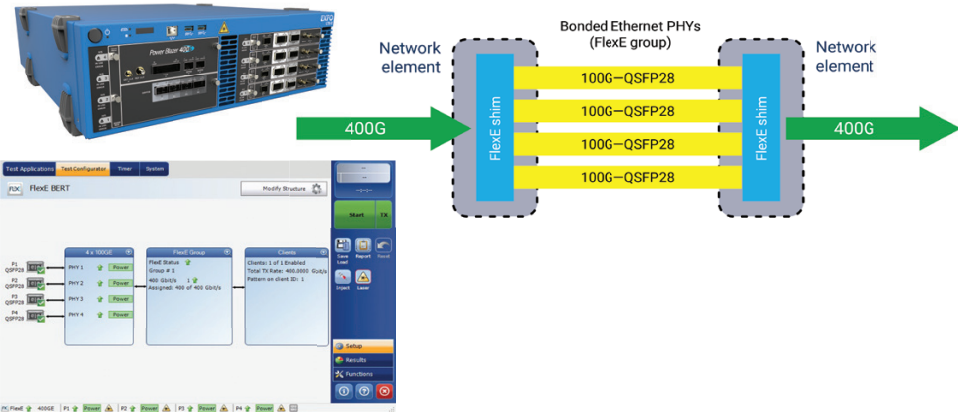 EXFO
Power Blazer 400G
Bonded Ethernet PHYs
(FlexE group)
Network
element
Network
element
100G—QSFP28
100G—QSFP28
100G—QSFP28
100G—QSFP28
FlexE shim
FlexE shim
400G
400G
Test Applications
Test Configurator
Timer
System
FlexE BERT
Modify Structure
--:--:--
Start
TX
Save
Load
Report
Reset
Inject
Laser
4 x 100GE
FlexE Group
Clients
P1
QSFP28
PHY 1
Power
P2
QSFP28
PHY 2
Power
P3
QSFP28
PHY 3
Power
P4
QSFP28
PHY 4
Power
FlexE Status
Group # 1
400 Gbit/s 1
Assigned: 400 of 400 Gbit/s
Clients: 1 of 1 Enabled
Total TX Rate: 400.0000 Gbit/s
Pattern on client ID: 1
Setup
Results
Functions
FlexE
400GE
P1
Power
P2
Power
P3
Power
P4
Power